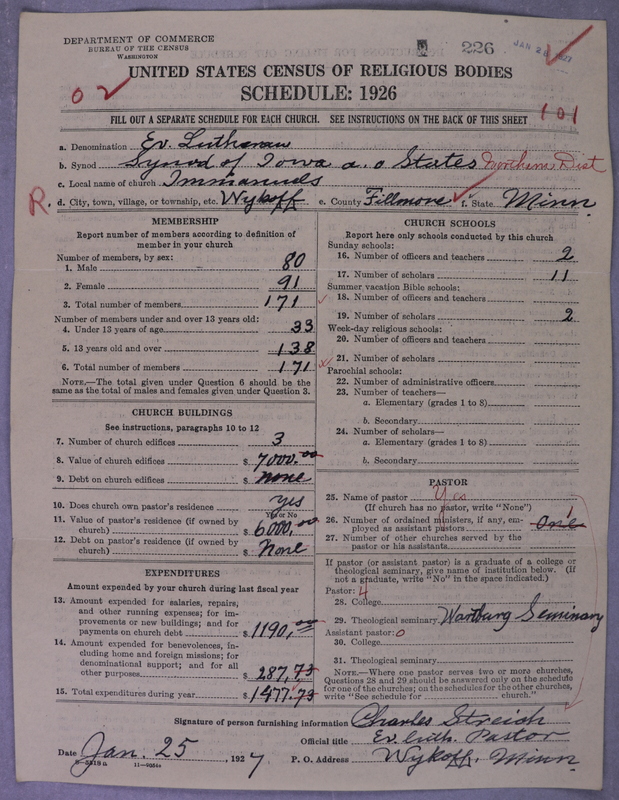 DEPARTMENT OF COMMERCE
BUREAU OF THE CENSUS
WASHINGTON
226
JAN 2
UNITED STATES CENSUS OF RELIGIOUS BODIES
SCHEDULE: 1926
0 2
FILL OUT A SEPARATE SCHEDULE FOR EACH CHURCH. SEE INSTRUCTIONS ON THE BACK OF THIS SHEET
101
a. Denomination Ev. Lutheran
b. Synod Synod of Iowa a. o States Northern Dist
c. Local name of church Immanuels
R. d. City, town, village, or township, etc. Wykoff e. County Fillmore f. State Minn.
MEMBERSHIP
Report number of members according to definition of
member in your church
Number of members, by sex:
1. Male 80
2. Female 91
3. Total number of members 171
Number of members under and over 13 years old:
4. Under 13 years of age 33
5. 13 years old and over 138
6. Total number of members 171
NOTE.—The total given under Question 6 should be
same as the total of males and females given under Question 3.
CHURCH BUILDINGS
See instructions, paragraphs 10 to 12
7. Number of church edifices 3
8. Value of church edifices $ 7000.00
9. Debt on church edifices $ none
10. Does church own pastor's residence yes
Yes or No
11. Value of pastor's residence (if owned by
church) $ 6000,00
12. Debt on pastor's residence (if owned by
church) $ None
EXPENDITURES
Amount expended by your church during last fiscal year
13. Amount expended for salaries, repairs,
and other running expenses; for im-
provements or new buildings; and for
payments on church debt $ 1190,
14. Amount expended for benevolences, in-
cluding home and foreign missions; for
denominational support; and for all
other purposes $ 287,75
15. Total expenditures during year $ 1477.75
CHURCH SCHOOLS
Report here only schools conducted by this church
Sunday schools:
16. Number of officers and teachers 2
17. Number of scholars 11
Summer vacation Bible schools:
18. Number of officers and teachers
19. Number of scholars 2
Week-day religious schools:
20. Number of officers and teachers
21. Number of scholars
Parochial schools:
22. Number of administrative officers
23. Number of teachers—
a. Elementary (grades 1 to 8)
b. Secondary
24. Number of scholars—
a. Elementary (grades 1 to 8)
b. Secondary
PASTOR
25. Name of pastor Yes
(If church has no pastor, write "None")
26. Number of ordained ministers, if any, em-
ployed as assistant pastors One
27. Number of other churches served by the
pastor or his assistants
If pastor (or assistant pastor) is a graduate of a college or
theological seminary, give name of institution below. (If
not a graduate, write "No" in the space indicated.)
Pastor: 4
28. College
29. Theological seminary Wartburg Seminary
Assistant pastor: 0
30. College
31. Theological seminary
NOTE.—Where one pastor serves two or more churches,
Questions 28 and 29 should be answered only on the schedule
for one of the churches; on the schedules for the other churches,
write "See schedule for church."
Signature of person furnishing information Charles Streich
Official title Ev. Luth. Pastor
Date Jan. 25, 1927 P. O. Address Wykoff, Minn.